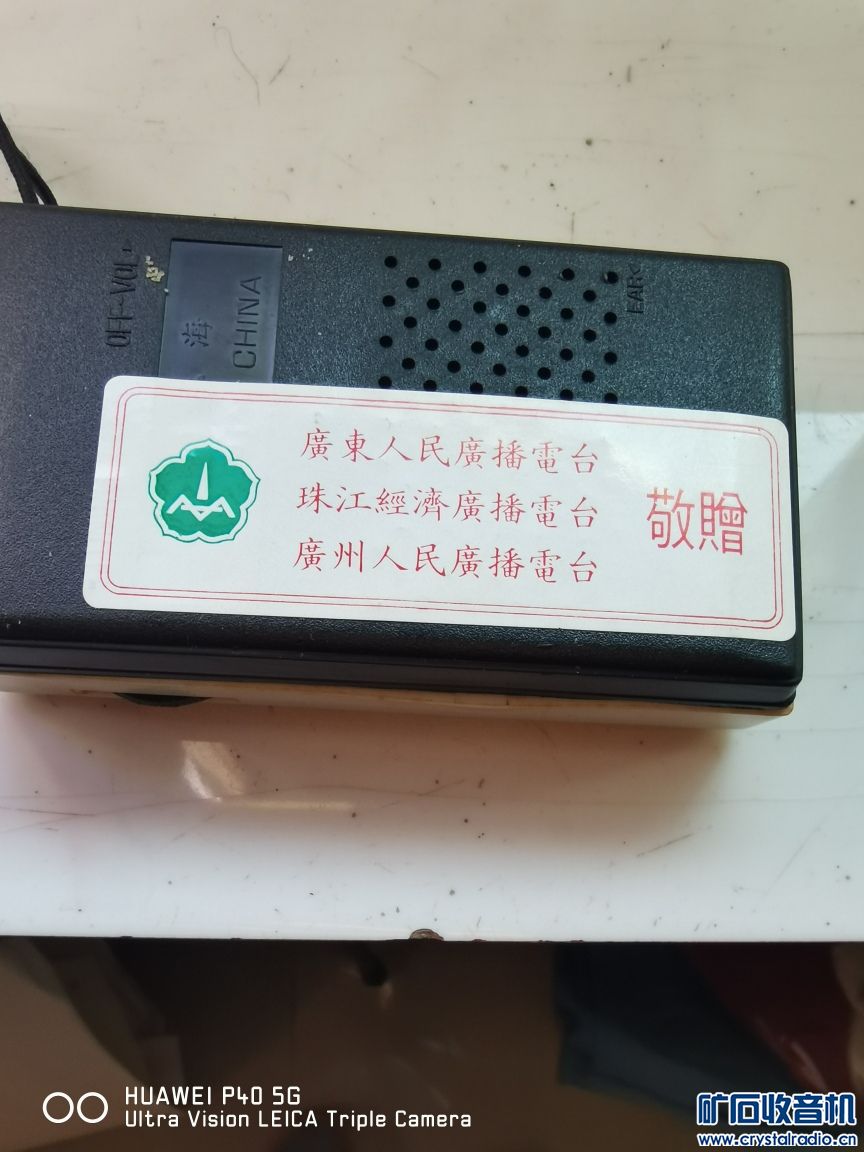 OFF-VOL+
海
CHINA
EAR<
廣東人民廣播電台
珠江經濟廣播電台
廣州人民廣播電台
敬贈
HUAWEI P40 5G
Ultra Vision LEICA Triple Camera
矿石收音机
www.crystalradio.cn